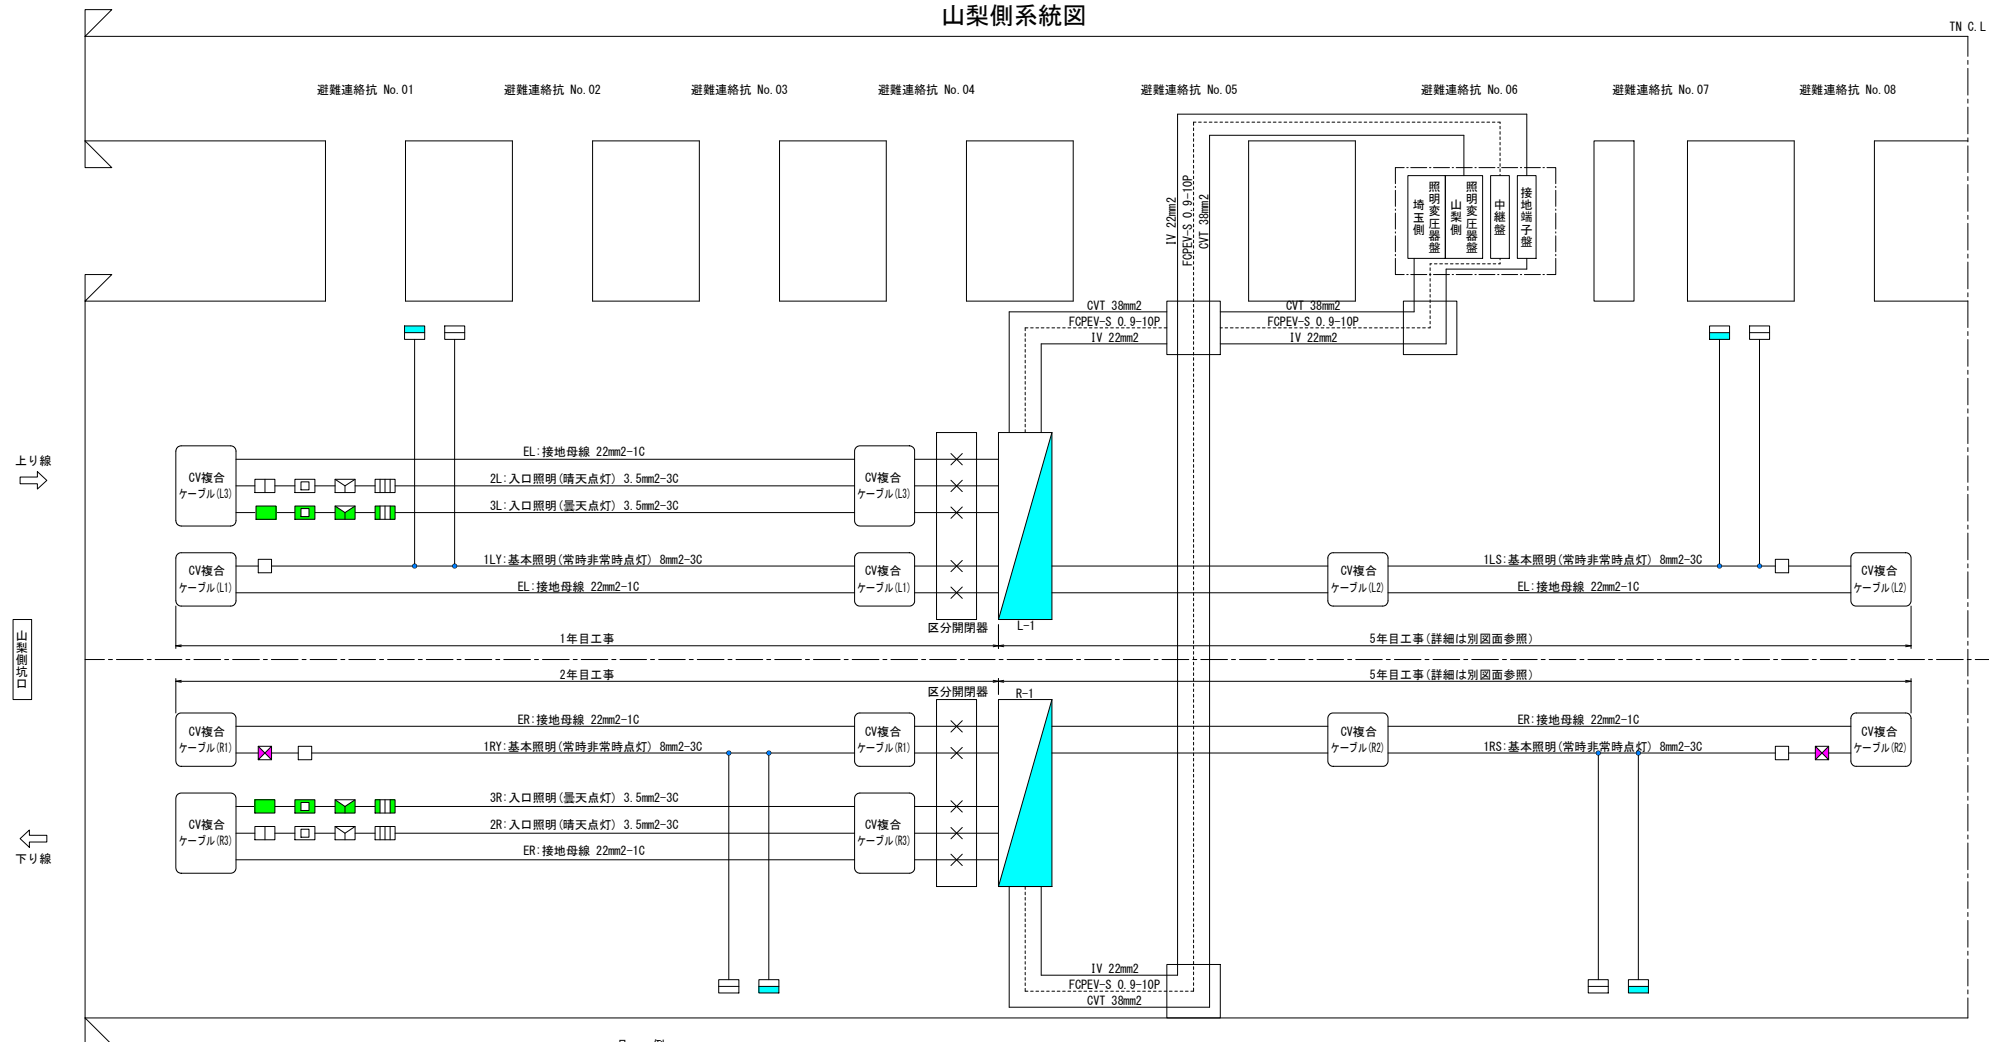 山梨側系統図
TN C.L
避難連絡抗 No.01
避難連絡抗 No.02
避難連絡抗 No.03
避難連絡抗 No.04
避難連絡抗 No.05
避難連絡抗 No.06
避難連絡抗 No.07
避難連絡抗 No.08
IV 22mm2
FCPEV-S 0.9-10P
CVT 38mm2
照明変圧器盤
埼玉側
照明変圧器盤
山梨側
中継盤
接地端子盤
CVT 38mm2
FCPEV-S 0.9-10P
IV 22mm2
CVT 38mm2
FCPEV-S 0.9-10P
IV 22mm2
上り線
CV複合
ケーブル(L3)
EL:接地母線 22mm2-1C
2L:入口照明(晴天点灯) 3.5mm2-3C
3L:入口照明(曇天点灯) 3.5mm2-3C
CV複合
ケーブル(L3)
CV複合
ケーブル(L1)
1LY:基本照明(常時非常時点灯) 8mm2-3C
EL:接地母線 22mm2-1C
CV複合
ケーブル(L1)
CV複合
ケーブル(L2)
1LS:基本照明(常時非常時点灯) 8mm2-3C
EL:接地母線 22mm2-1C
CV複合
ケーブル(L2)
区分開閉器
L-1
1年目工事
5年目工事(詳細は別図面参照)
山梨側坑口
2年目工事
5年目工事(詳細は別図面参照)
区分開閉器
R-1
CV複合
ケーブル(R1)
ER:接地母線 22mm2-1C
1RY:基本照明(常時非常時点灯) 8mm2-3C
CV複合
ケーブル(R1)
CV複合
ケーブル(R2)
ER:接地母線 22mm2-1C
1RS:基本照明(常時非常時点灯) 8mm2-3C
CV複合
ケーブル(R2)
CV複合
ケーブル(R3)
3R:入口照明(曇天点灯) 3.5mm2-3C
2R:入口照明(晴天点灯) 3.5mm2-3C
ER:接地母線 22mm2-1C
CV複合
ケーブル(R3)
下り線
IV 22mm2
FCPEV-S 0.9-10P
CVT 38mm2